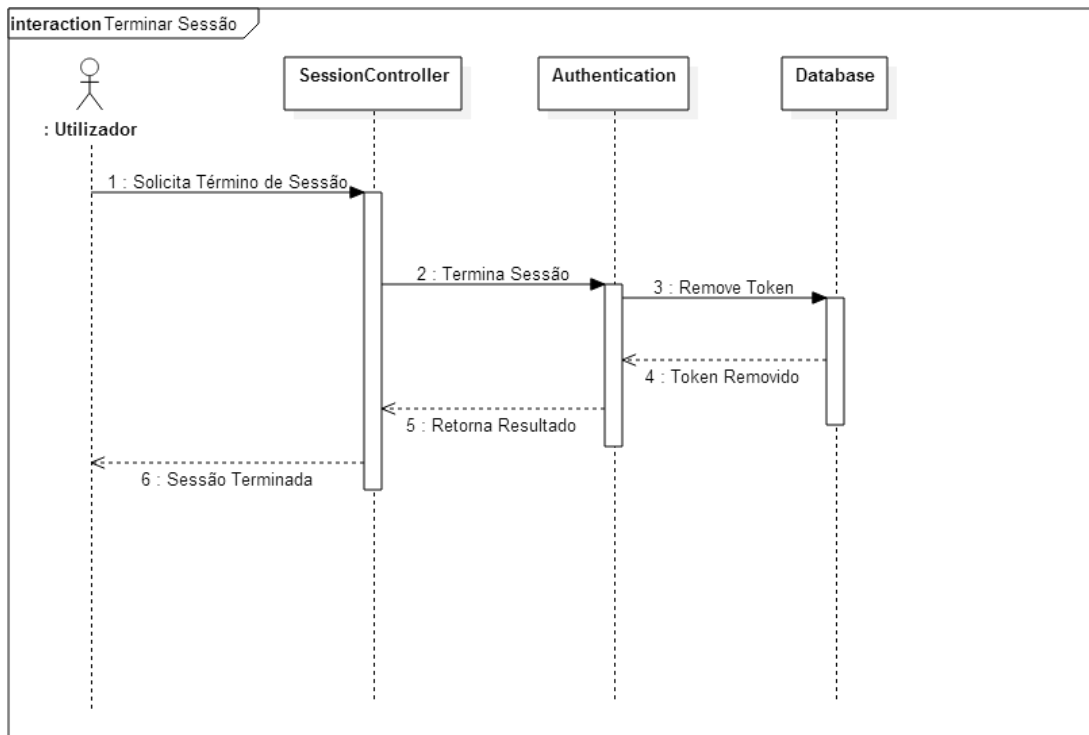 interaction Terminar Sessão
SessionController
Authentication
Database
: Utilizador
1 : Solicita Término de Sessão
2 : Termina Sessão
3 : Remove Token
4 : Token Removido
5 : Retorna Resultado
6 : Sessão Terminada